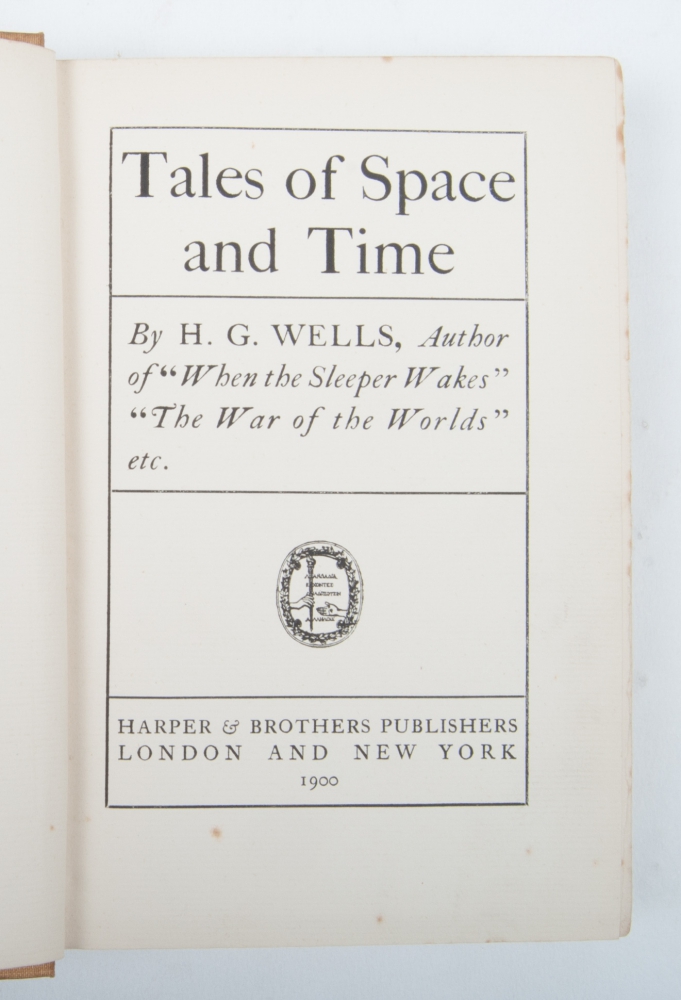 Tales of Space
and Time
By H. G. WELLS, Author
of “When the Sleeper Wakes”
“The War of the Worlds”
etc.
HARPER & BROTHERS PUBLISHERS
LONDON AND NEW YORK
1900